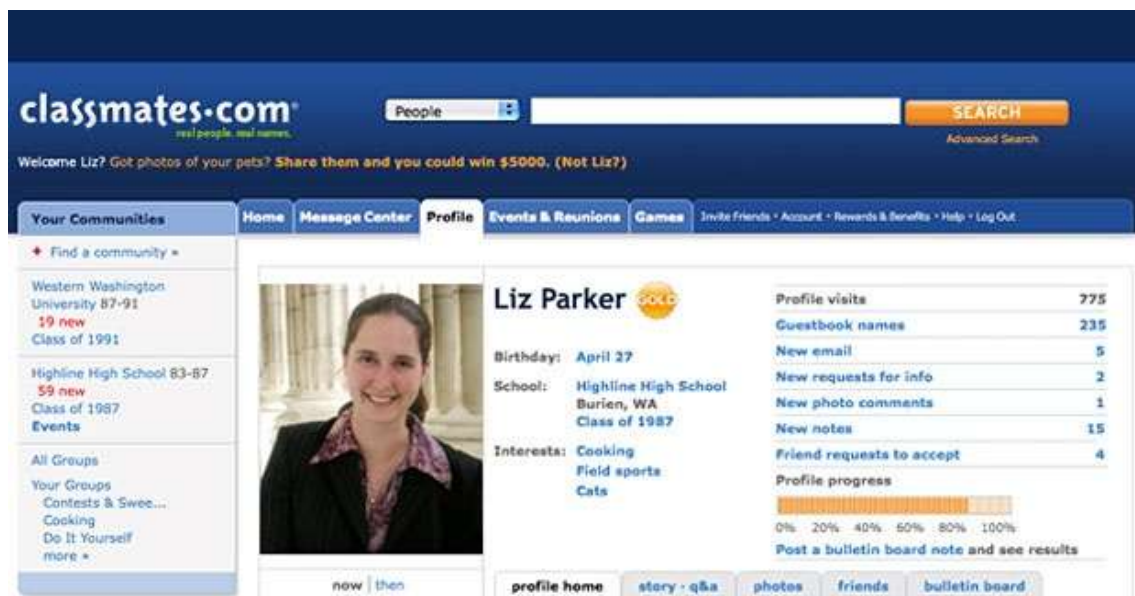 classmates.com®
real people. real names.
People
SEARCH
Advanced Search
Welcome Liz? Got photos of your pets? Share them and you could win $5000. (Not Liz?)
Your Communities
Home Message Center Profile Events & Reunions Games Invite Friends • Account • Rewards & Benefits • Help • Log Out
Find a community »
Western Washington
University 87-91
19 new
Class of 1991
Highline High School 83-87
59 new
Class of 1987
Events
All Groups
Your Groups
Contests & Swee...
Cooking
Do It Yourself
more »
now | then
Liz Parker GOLD
Birthday: April 27
School: Highline High School
Burien, WA
Class of 1987
Interests: Cooking
Field sports
Cats
Profile visits 775
Guestbook names 235
New email 5
New requests for info 2
New photo comments 1
New notes 15
Friend requests to accept 4
Profile progress
0% 20% 40% 60% 80% 100%
Post a bulletin board note and see results
profile home story · q&a photos friends bulletin board